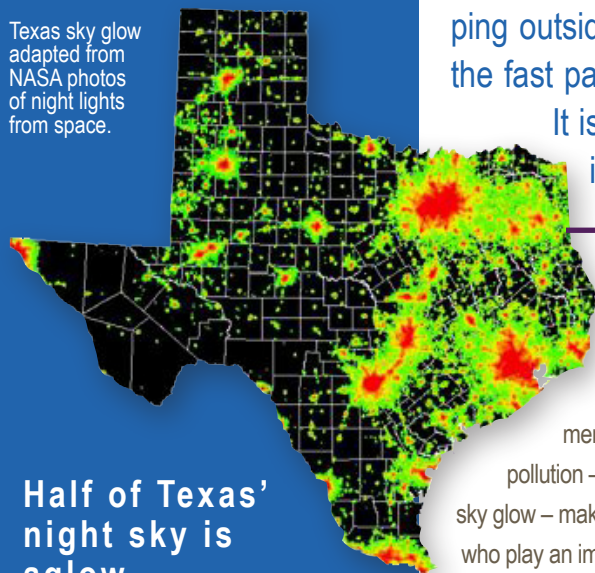 Texas sky glow
adapted from
NASA photos
of night lights
from space.
ping outsid
the fast pa
It is
i
mer
pollution –
sky glow – mak
who play an im
Half of Texas'
night sky is
aglow